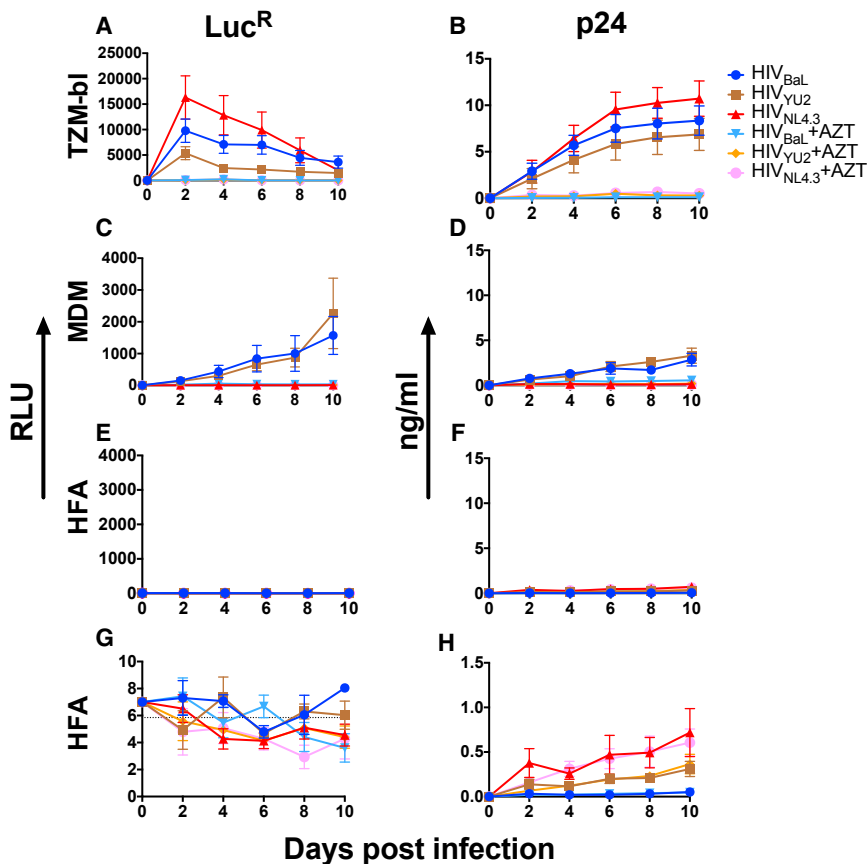 Luc^R
p24
A
TZM-bl
25000
20000
15000
10000
5000
0
0 2 4 6 8 10
B
15
10
5
0
0 2 4 6 8 10
HIV_BaL
HIV_YU2
HIV_NL4.3
HIV_BaL+AZT
HIV_YU2+AZT
HIV_NL4.3+AZT
C
MDM
4000
3000
2000
1000
0
0 2 4 6 8 10
D
15
10
5
0
0 2 4 6 8 10
RLU
ng/ml
E
HFA
4000
3000
2000
1000
0
0 2 4 6 8 10
F
15
10
5
0
0 2 4 6 8 10
G
HFA
10
8
6
4
2
0
0 2 4 6 8 10
H
1.5
1.0
0.5
0.0
0 2 4 6 8 10
Days post infection